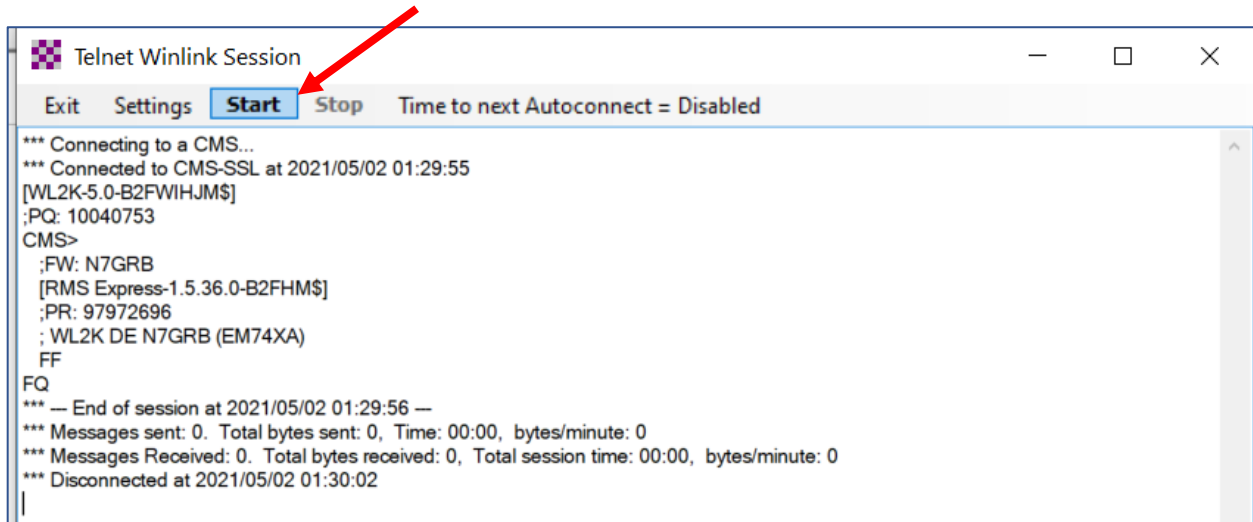 Telnet Winlink Session
Exit Settings Start Stop Time to next Autoconnect = Disabled
*** Connecting to a CMS...
*** Connected to CMS-SSL at 2021/05/02 01:29:55
[WL2K-5.0-B2FWIHJM$]
;PQ: 10040753
CMS>
;FW: N7GRB
[RMS Express-1.5.36.0-B2FHM$]
;PR: 97972696
; WL2K DE N7GRB (EM74XA)
FF
FQ
*** --- End of session at 2021/05/02 01:29:56 ---
*** Messages sent: 0. Total bytes sent: 0, Time: 00:00, bytes/minute: 0
*** Messages Received: 0. Total bytes received: 0, Total session time: 00:00, bytes/minute: 0
*** Disconnected at 2021/05/02 01:30:02